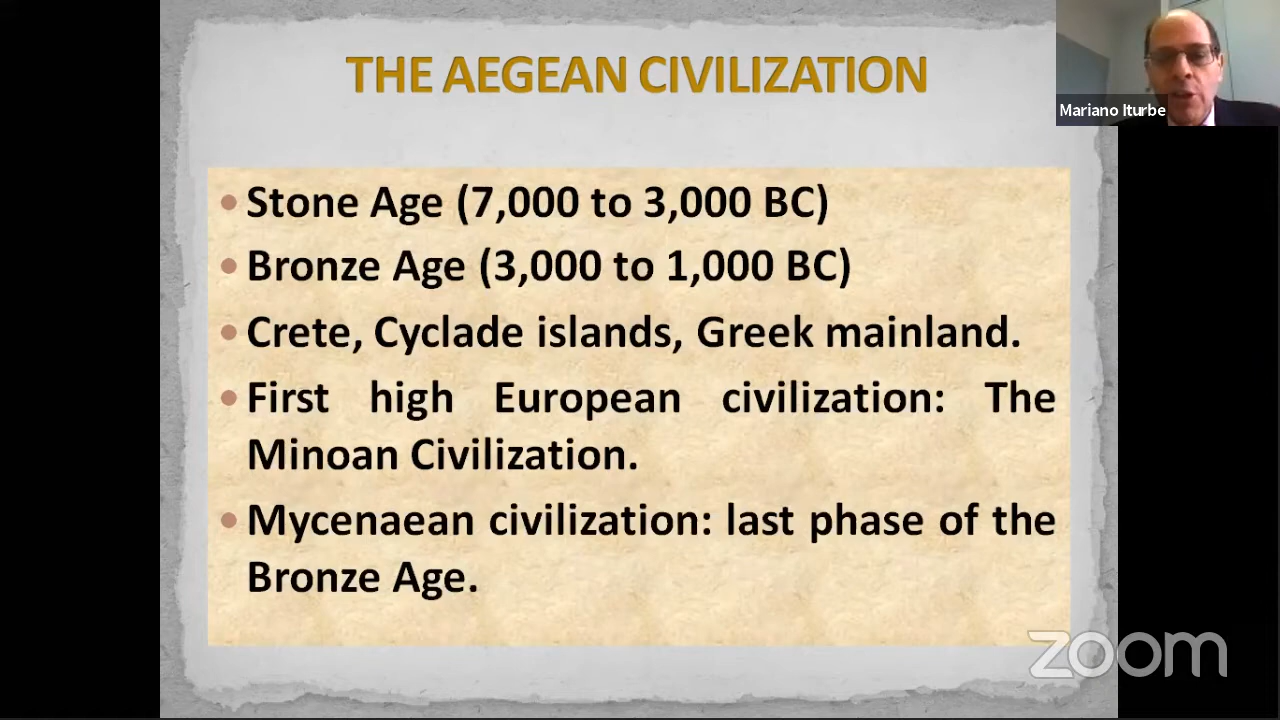 THE AEGEAN CIVILIZATION
Mariano Iturbe
• Stone Age (7,000 to 3,000 BC)
• Bronze Age (3,000 to 1,000 BC)
• Crete, Cyclade islands, Greek mainland.
• First high European civilization: The
Minoan Civilization.
• Mycenaean civilization: last phase of the
Bronze Age.
zoom